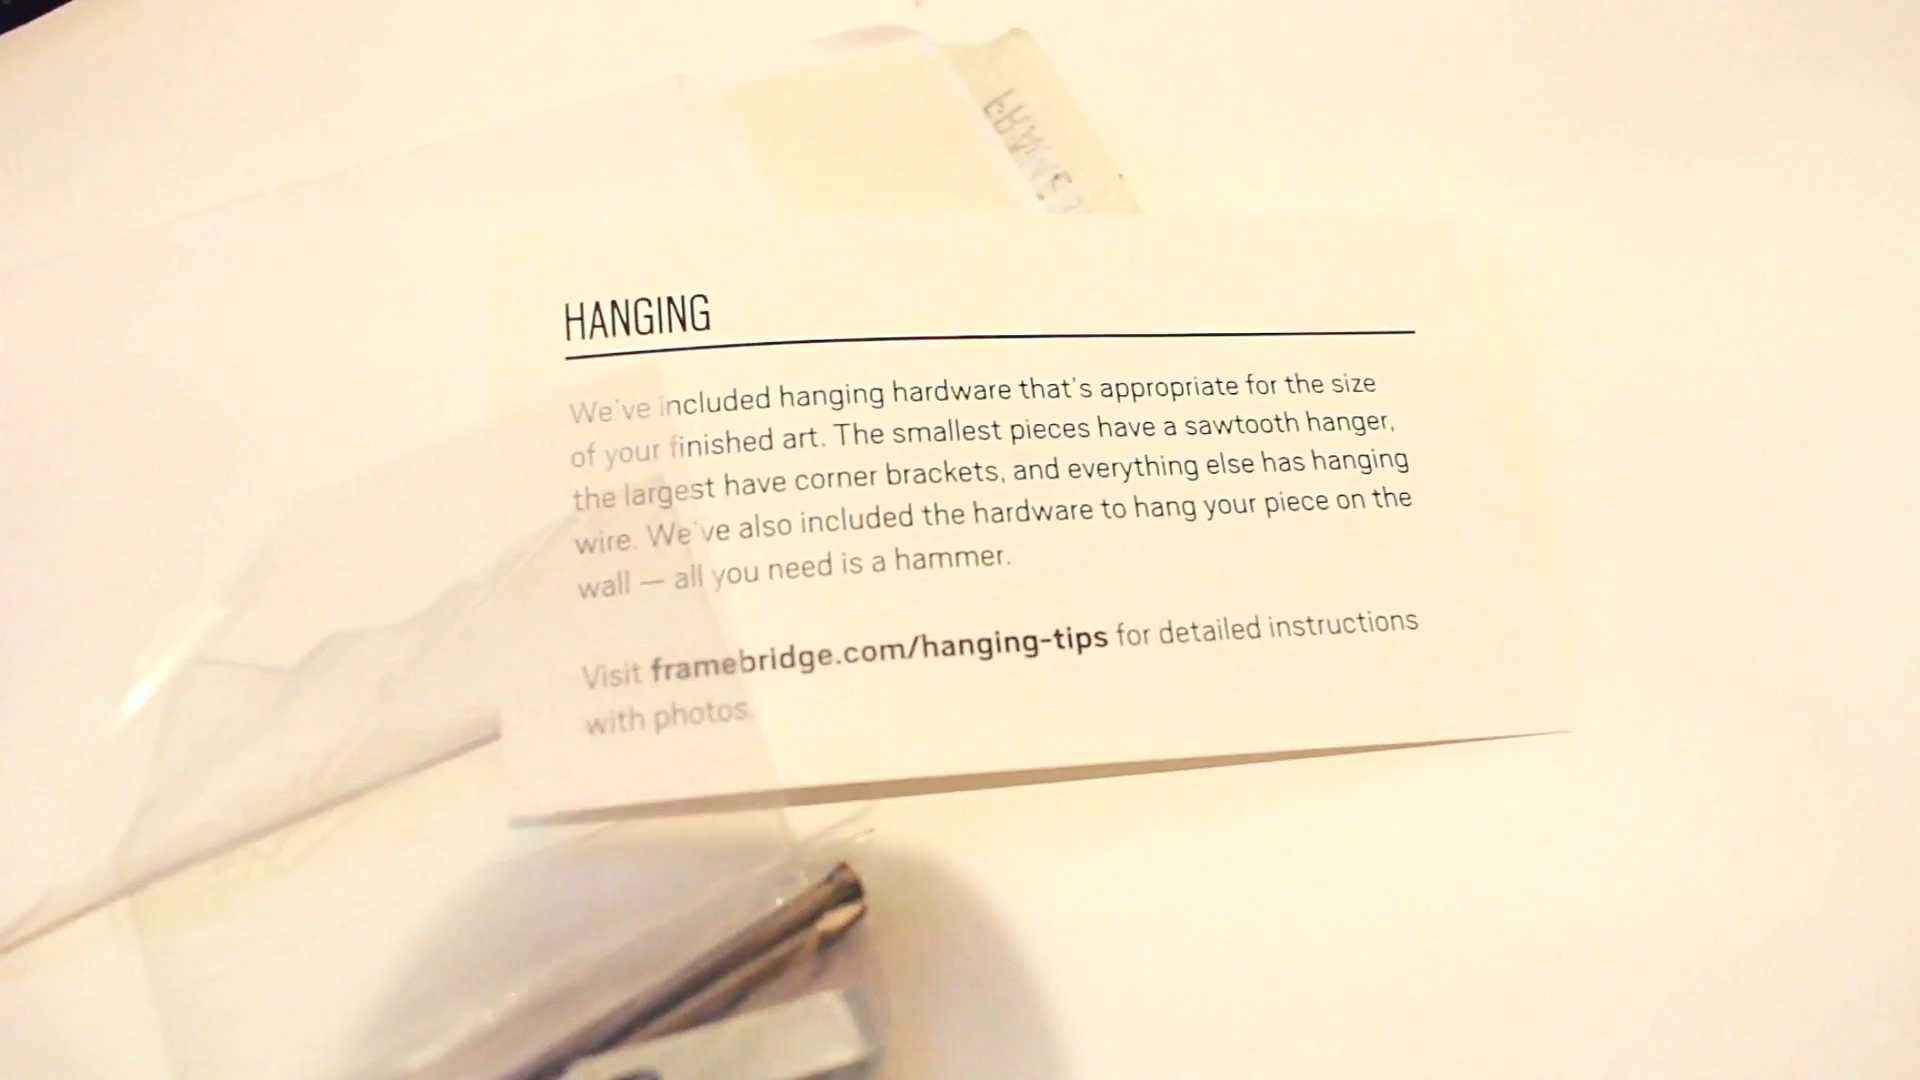 HANGING
We've included hanging hardware that's appropriate for the size
of your finished art. The smallest pieces have a sawtooth hanger,
the largest have corner brackets, and everything else has hanging
wire. We've also included the hardware to hang your piece on the
wall — all you need is a hammer.
Visit framebridge.com/hanging-tips for detailed instructions
with photos.